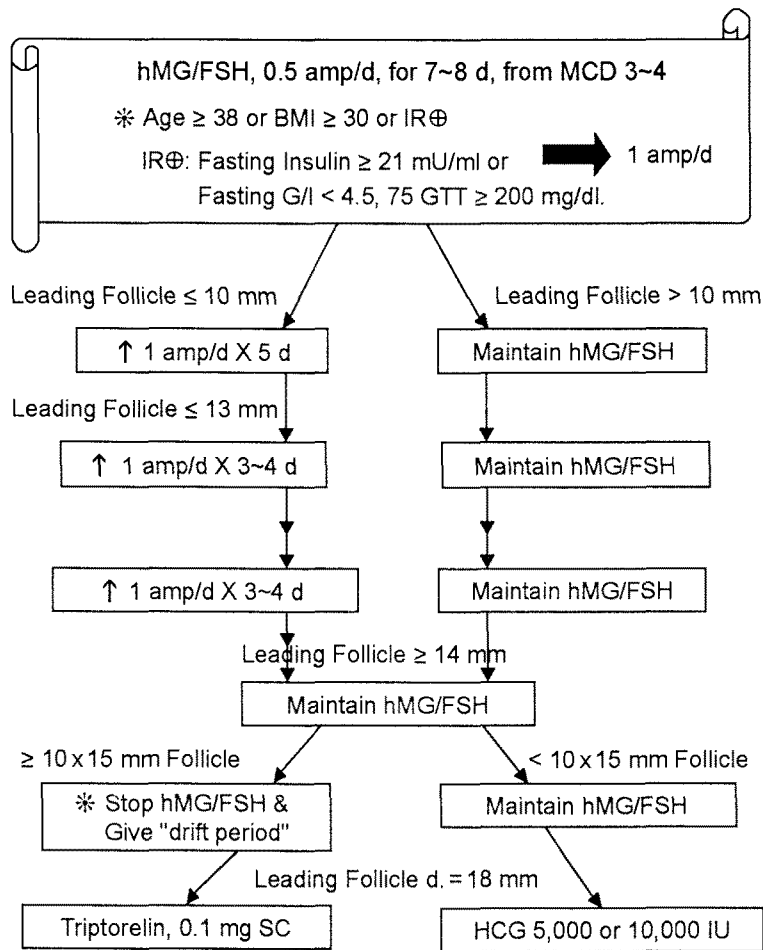 hMG/FSH, 0.5 amp/d, for 7~8 d, from MCD 3~4
※ Age ≥ 38 or BMI ≥ 30 or IR⊕
IR⊕: Fasting Insulin ≥ 21 mU/ml or
Fasting G/I < 4.5, 75 GTT ≥ 200 mg/dl.
1 amp/d
Leading Follicle ≤ 10 mm
Leading Follicle > 10 mm
↑ 1 amp/d X 5 d
Maintain hMG/FSH
Leading Follicle ≤ 13 mm
↑ 1 amp/d X 3~4 d
Maintain hMG/FSH
↑ 1 amp/d X 3~4 d
Maintain hMG/FSH
Leading Follicle ≥ 14 mm
Maintain hMG/FSH
≥ 10 x 15 mm Follicle
< 10 x 15 mm Follicle
※ Stop hMG/FSH &
Give "drift period"
Maintain hMG/FSH
Leading Follicle d. = 18 mm
Triptorelin, 0.1 mg SC
HCG 5,000 or 10,000 IU